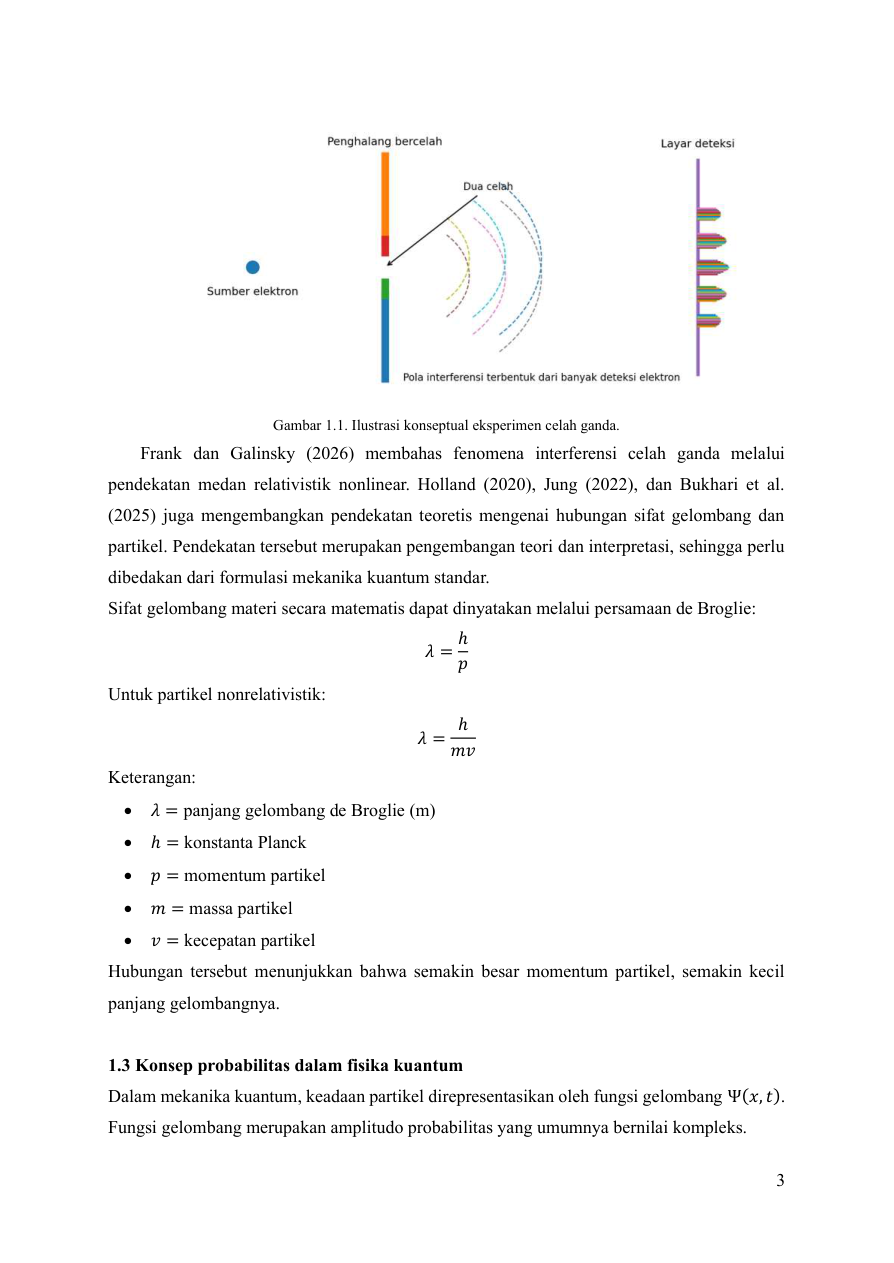 Penghalang bercelah
Layar deteksi
Dua celah
Sumber elektron
Pola interferensi terbentuk dari banyak deteksi elektron
Gambar 1.1. Ilustrasi konseptual eksperimen celah ganda.
Frank dan Galinsky (2026) membahas fenomena interferensi celah ganda melalui
pendekatan medan relativistik nonlinear. Holland (2020), Jung (2022), dan Bukhari et al.
(2025) juga mengembangkan pendekatan teoretis mengenai hubungan sifat gelombang dan
partikel. Pendekatan tersebut merupakan pengembangan teori dan interpretasi, sehingga perlu
dibedakan dari formulasi mekanika kuantum standar.
Sifat gelombang materi secara matematis dapat dinyatakan melalui persamaan de Broglie:
𝜆 = ℎ/𝑝
Untuk partikel nonrelativistik:
𝜆 = ℎ/𝑚𝑣
Keterangan:
• 𝜆 = panjang gelombang de Broglie (m)
• ℎ = konstanta Planck
• 𝑝 = momentum partikel
• 𝑚 = massa partikel
• 𝑣 = kecepatan partikel
Hubungan tersebut menunjukkan bahwa semakin besar momentum partikel, semakin kecil
panjang gelombangnya.
1.3 Konsep probabilitas dalam fisika kuantum
Dalam mekanika kuantum, keadaan partikel direpresentasikan oleh fungsi gelombang Ψ(𝑥, 𝑡).
Fungsi gelombang merupakan amplitudo probabilitas yang umumnya bernilai kompleks.
3